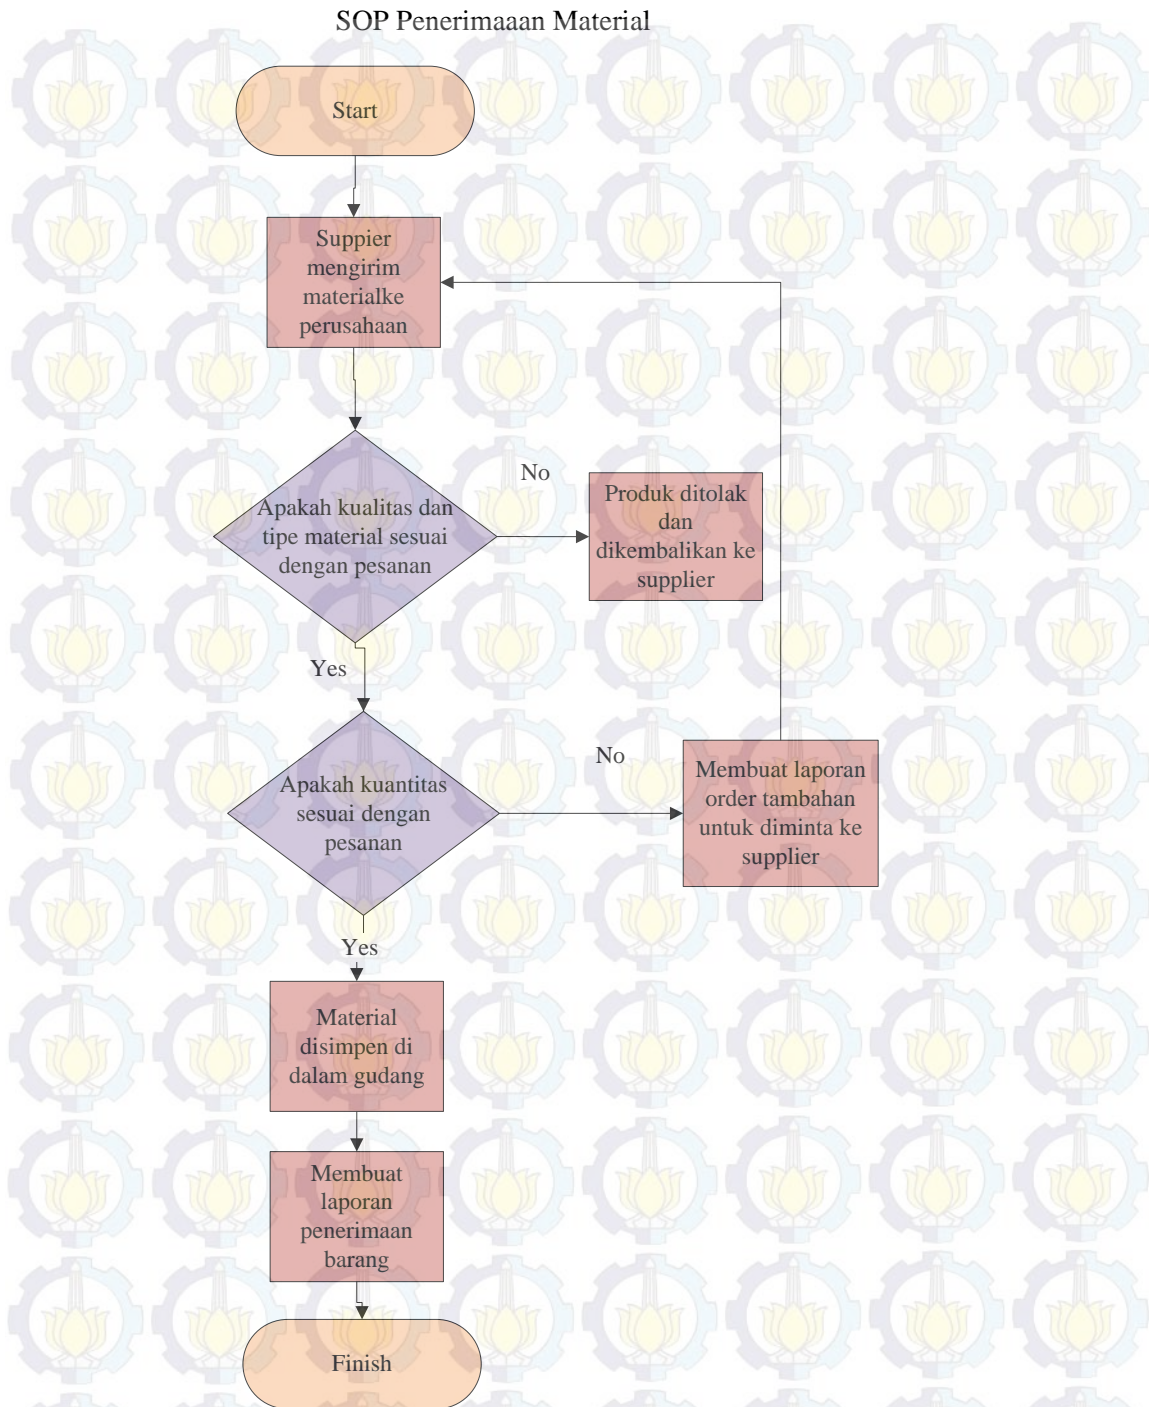 SOP Penerimaaan Material
Start
Suppier
mengirim
materialke
perusahaan
No
Apakah kualitas dan
tipe material sesuai
dengan pesanan
Produk ditolak
dan
dikembalikan ke
supplier
Yes
No
Apakah kuantitas
sesuai dengan
pesanan
Membuat laporan
order tambahan
untuk diminta ke
supplier
Yes
Material
disimpen di
dalam gudang
Membuat
laporan
penerimaan
barang
Finish